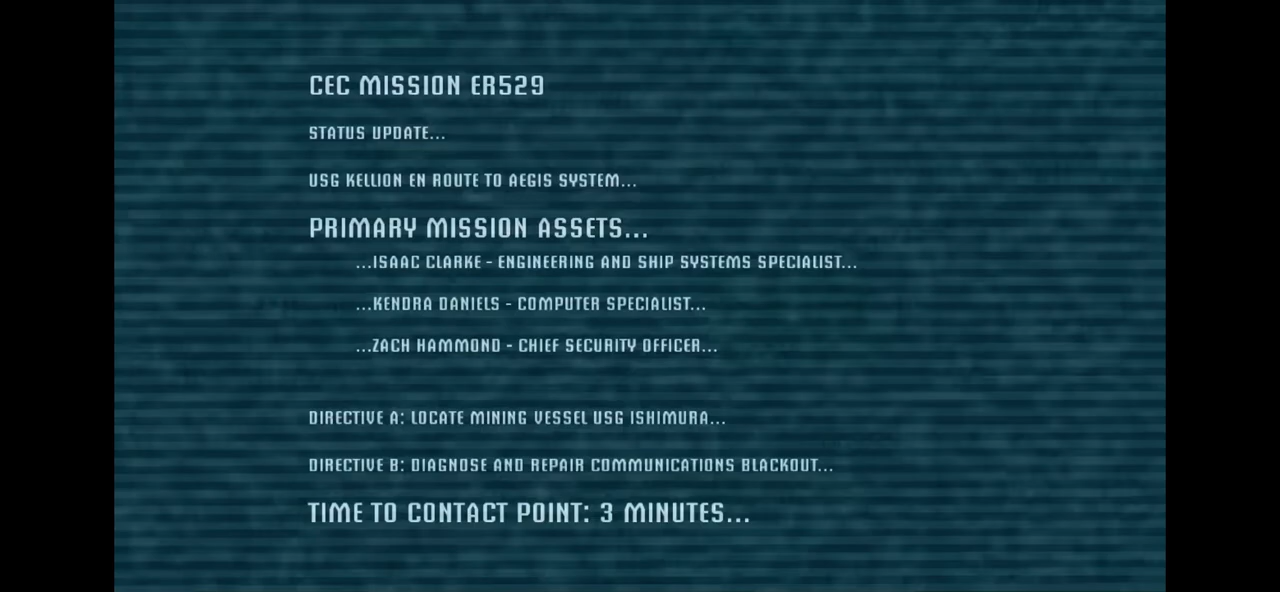 CEC MISSION ER529
STATUS UPDATE...
USG KELLION EN ROUTE TO AEGIS SYSTEM...
PRIMARY MISSION ASSETS...
...ISAAC CLARKE - ENGINEERING AND SHIP SYSTEMS SPECIALIST...
...KENDRA DANIELS - COMPUTER SPECIALIST...
...ZACH HAMMOND - CHIEF SECURITY OFFICER...
DIRECTIVE A: LOCATE MINING VESSEL USG ISHIMURA...
DIRECTIVE B: DIAGNOSE AND REPAIR COMMUNICATIONS BLACKOUT...
TIME TO CONTACT POINT: 3 MINUTES...